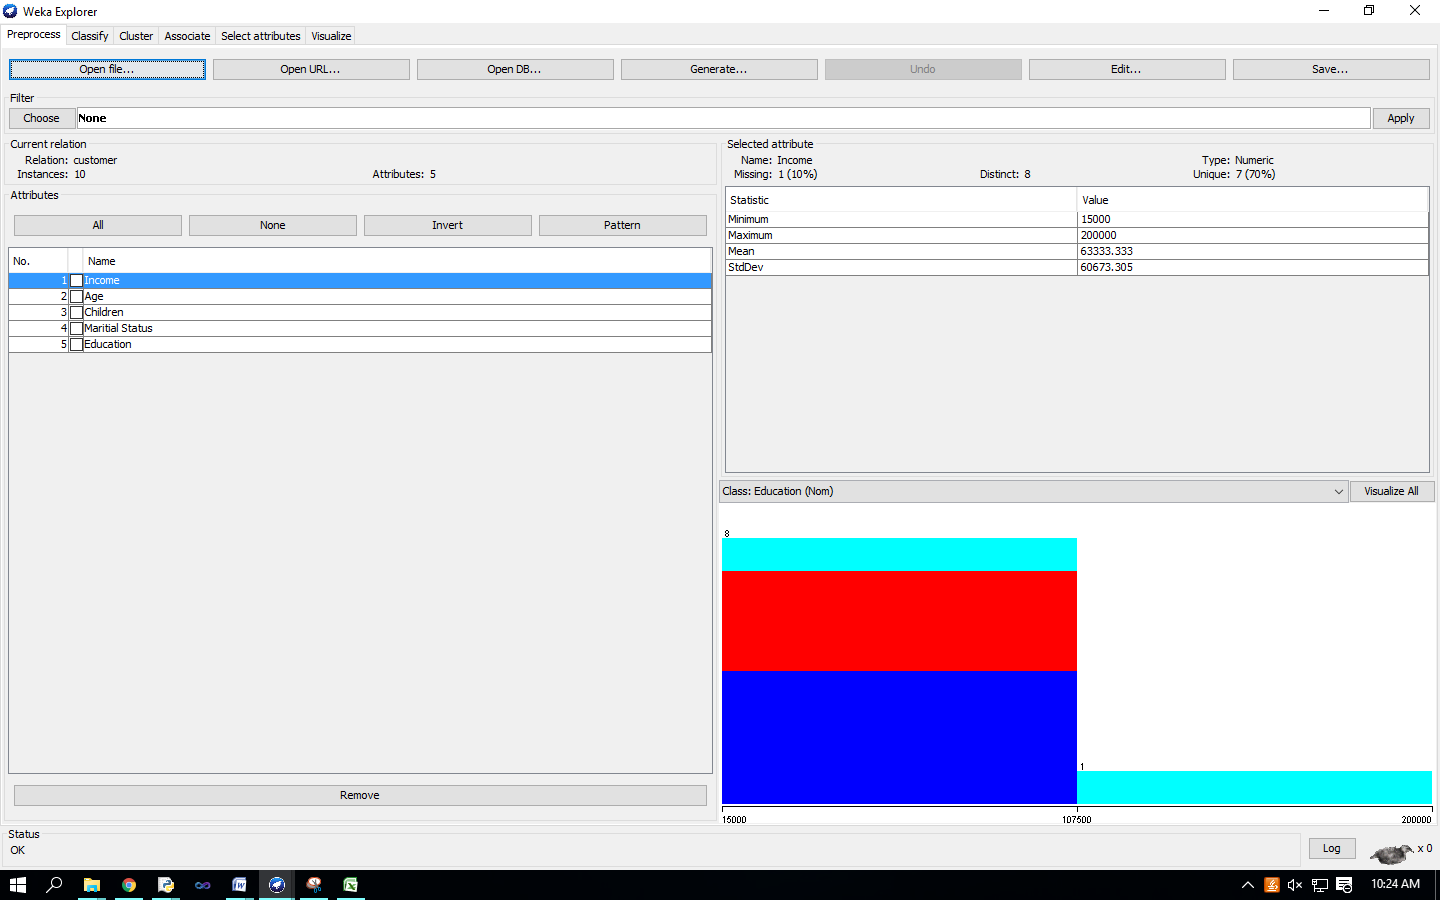 Weka Explorer
Preprocess Classify Cluster Associate Select attributes Visualize
Open file... Open URL... Open DB... Generate... Undo Edit... Save...
Filter
Choose None Apply
Current relation
Relation: customer
Instances: 10 Attributes: 5
Attributes
All None Invert Pattern
No. Name
1 Income
2 Age
3 Children
4 Maritial Status
5 Education
Remove
Selected attribute
Name: Income Type: Numeric
Missing: 1 (10%) Distinct: 8 Unique: 7 (70%)
Statistic Value
Minimum 15000
Maximum 200000
Mean 63333.333
StdDev 60673.305
Class: Education (Nom) Visualize All
8
1
15000 107500 200000
Status
OK
Log x 0
10:24 AM